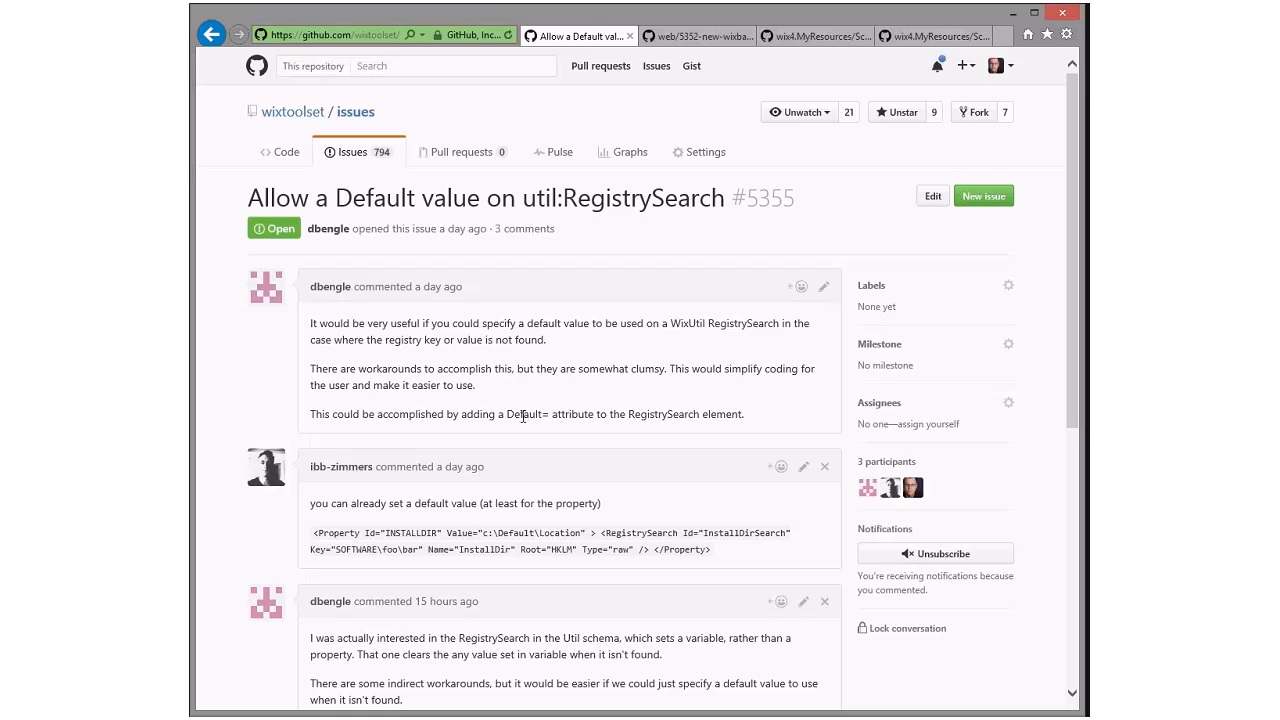 https://github.com/wixtoolset/
GitHub, Inc...
Allow a Default val...
web/5352-new-wixba...
wix4.MyResources/Sc...
wix4.MyResources/Sc...
This repository
Search
Pull requests
Issues
Gist
wixtoolset / issues
Unwatch 21
Unstar 9
Fork 7
Code
Issues 794
Pull requests 0
Pulse
Graphs
Settings
Allow a Default value on util:RegistrySearch #5355
Edit
New issue
Open
dbengle opened this issue a day ago · 3 comments
dbengle commented a day ago
It would be very useful if you could specify a default value to be used on a WixUtil RegistrySearch in the
case where the registry key or value is not found.
There are workarounds to accomplish this, but they are somewhat clumsy. This would simplify coding for
the user and make it easier to use.
This could be accomplished by adding a Default= attribute to the RegistrySearch element.
ibb-zimmers commented a day ago
you can already set a default value (at least for the property)
<Property Id="INSTALLDIR" Value="c:\Default\Location" > <RegistrySearch Id="InstallDirSearch"
Key="SOFTWARE\foo\bar" Name="InstallDir" Root="HKLM" Type="raw" /> </Property>
dbengle commented 15 hours ago
I was actually interested in the RegistrySearch in the Util schema, which sets a variable, rather than a
property. That one clears the any value set in variable when it isn't found.
There are some indirect workarounds, but it would be easier if we could just specify a default value to use
when it isn't found.
Labels
None yet
Milestone
No milestone
Assignees
No one—assign yourself
3 participants
Notifications
Unsubscribe
You're receiving notifications because
you commented.
Lock conversation